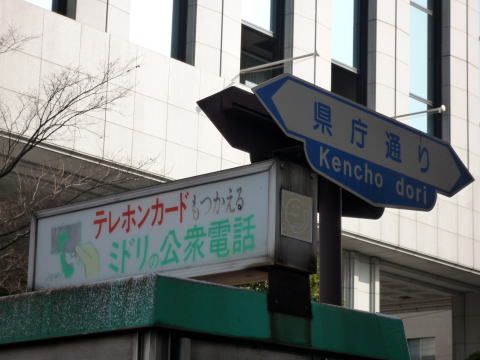 県庁通り
Kencho dori
テレホンカードもつかえる
ミドリの公衆電話